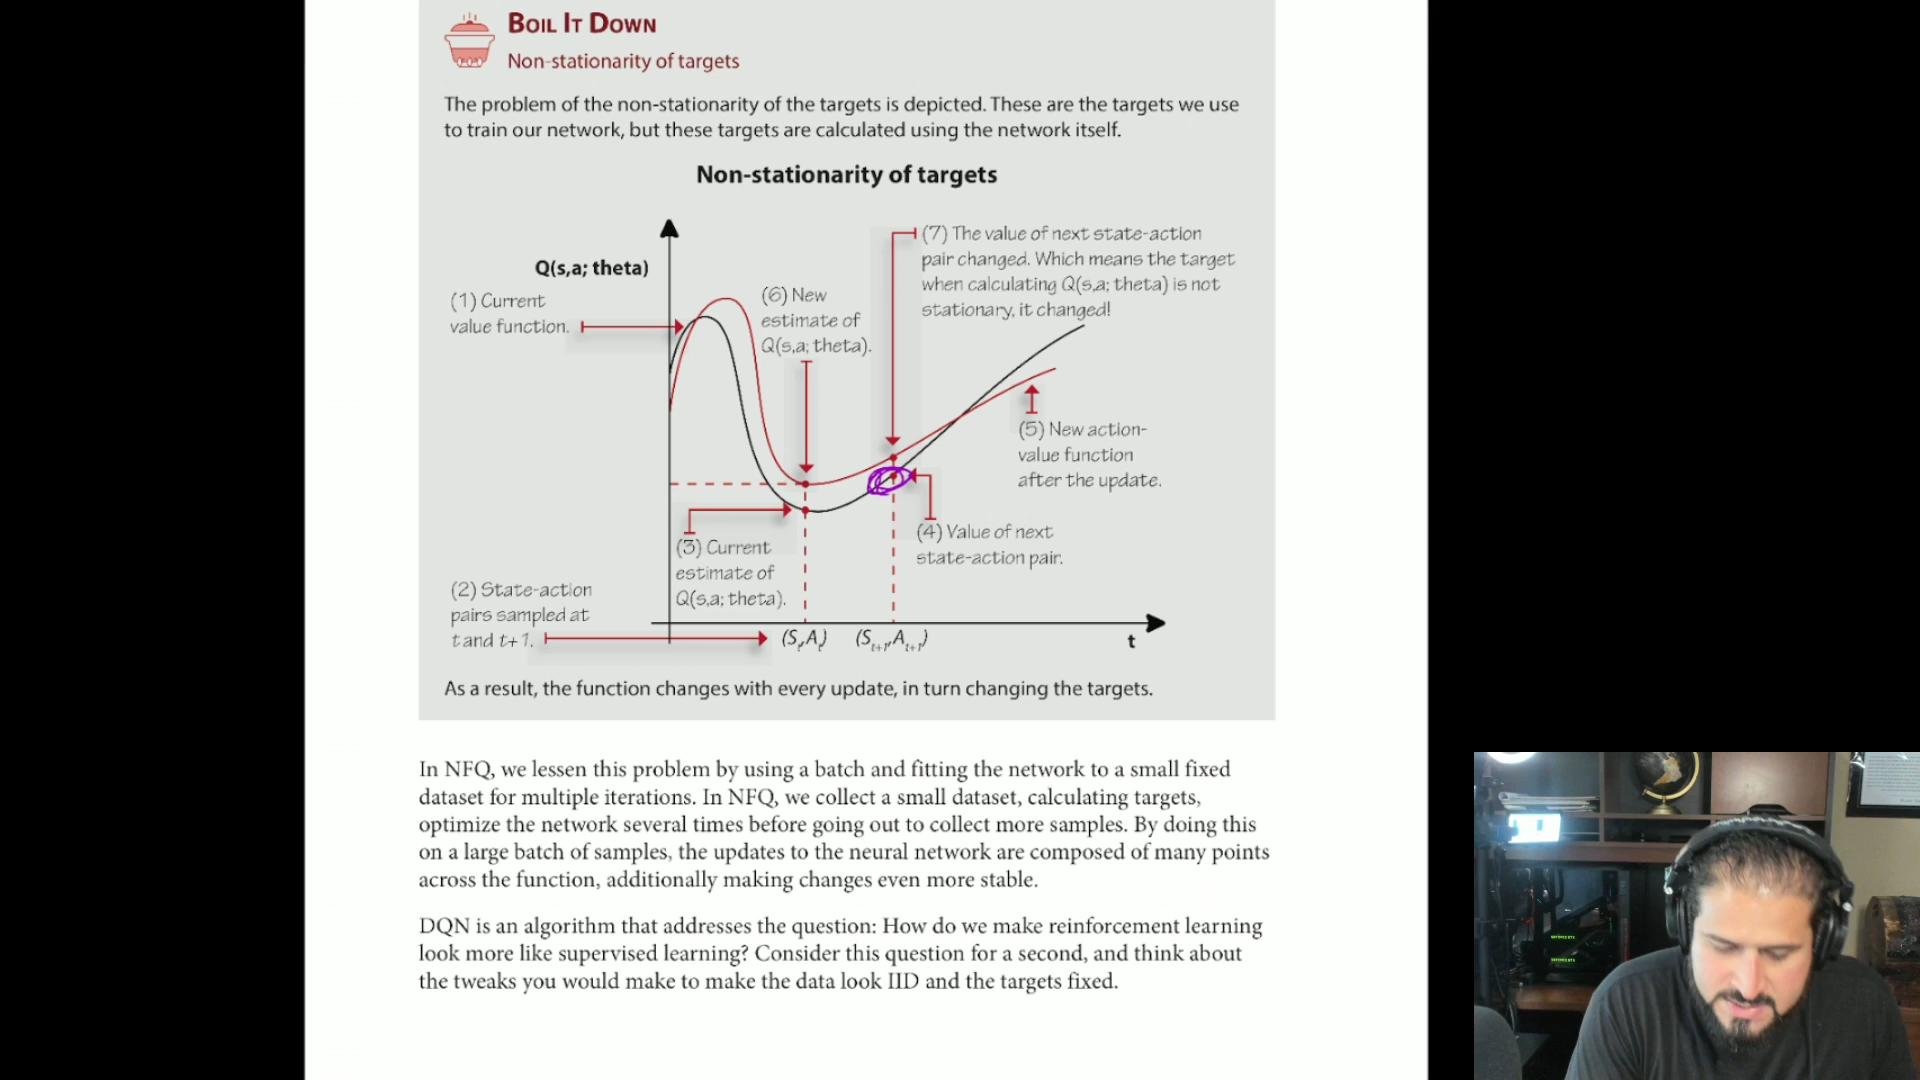 BOIL IT DOWN
Non-stationarity of targets
The problem of the non-stationarity of the targets is depicted. These are the targets we use
to train our network, but these targets are calculated using the network itself.
Non-stationarity of targets
Q(s,a; theta)
(1) Current
value function.
(6) New
estimate of
Q(s,a; theta).
(7) The value of next state-action
pair changed. Which means the target
when calculating Q(s,a; theta) is not
stationary, it changed!
(5) New action-
value function
after the update.
(4) Value of next
state-action pair.
(3) Current
estimate of
Q(s,a; theta).
(2) State-action
pairs sampled at
t and t+1.
(Sₜ,Aₜ) (Sₜ₊₁,Aₜ₊₁)
t
As a result, the function changes with every update, in turn changing the targets.
In NFQ, we lessen this problem by using a batch and fitting the network to a small fixed
dataset for multiple iterations. In NFQ, we collect a small dataset, calculating targets,
optimize the network several times before going out to collect more samples. By doing this
on a large batch of samples, the updates to the neural network are composed of many points
across the function, additionally making changes even more stable.
DQN is an algorithm that addresses the question: How do we make reinforcement learning
look more like supervised learning? Consider this question for a second, and think about
the tweaks you would make to make the data look IID and the targets fixed.